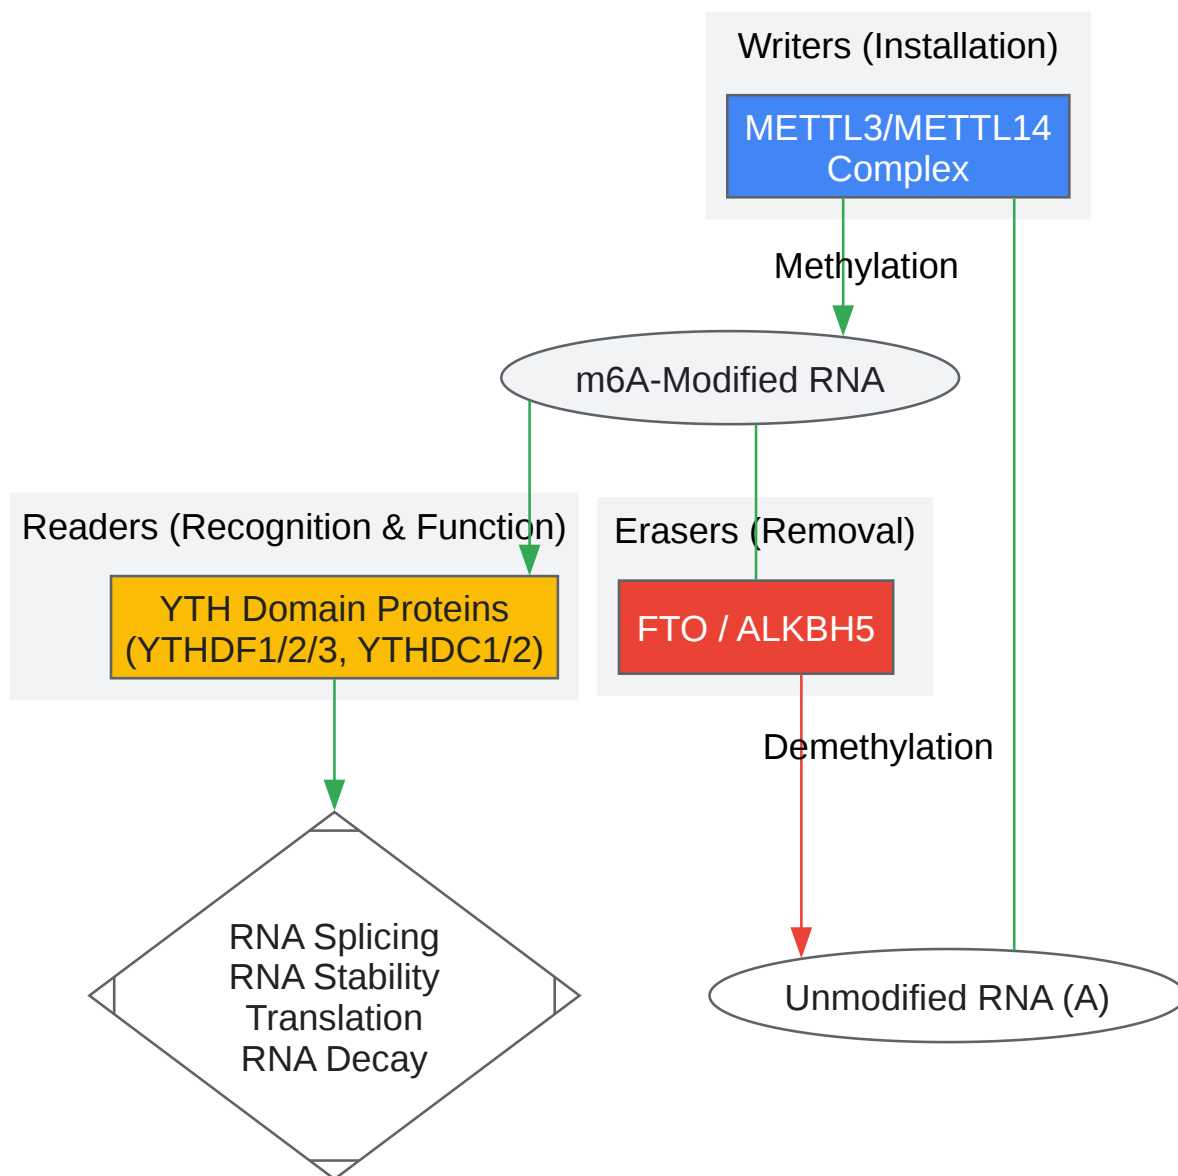 Writers (Installation)
METTL3/METTL14
Complex
Methylation
m6A-Modified RNA
Readers (Recognition & Function)
YTH Domain Proteins
(YTHDF1/2/3, YTHDC1/2)
Erasers (Removal)
FTO / ALKBH5
Demethylation
RNA Splicing
RNA Stability
Translation
RNA Decay
Unmodified RNA (A)